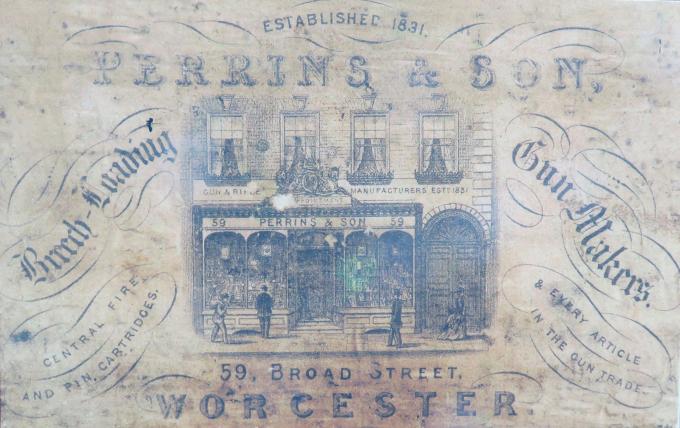 ESTABLISHED 1831.
PERRINS & SON,
Breech-Loading
Gun Makers.
GUN & RIFLE MANUFACTURERS ESTD 1831
59 PERRINS & SON 59
CENTRAL FIRE,
AND PIN, CARTRIDGES.
& EVERY ARTICLE
IN THE GUN TRADE.
59, BROAD STREET,
WORCESTER.